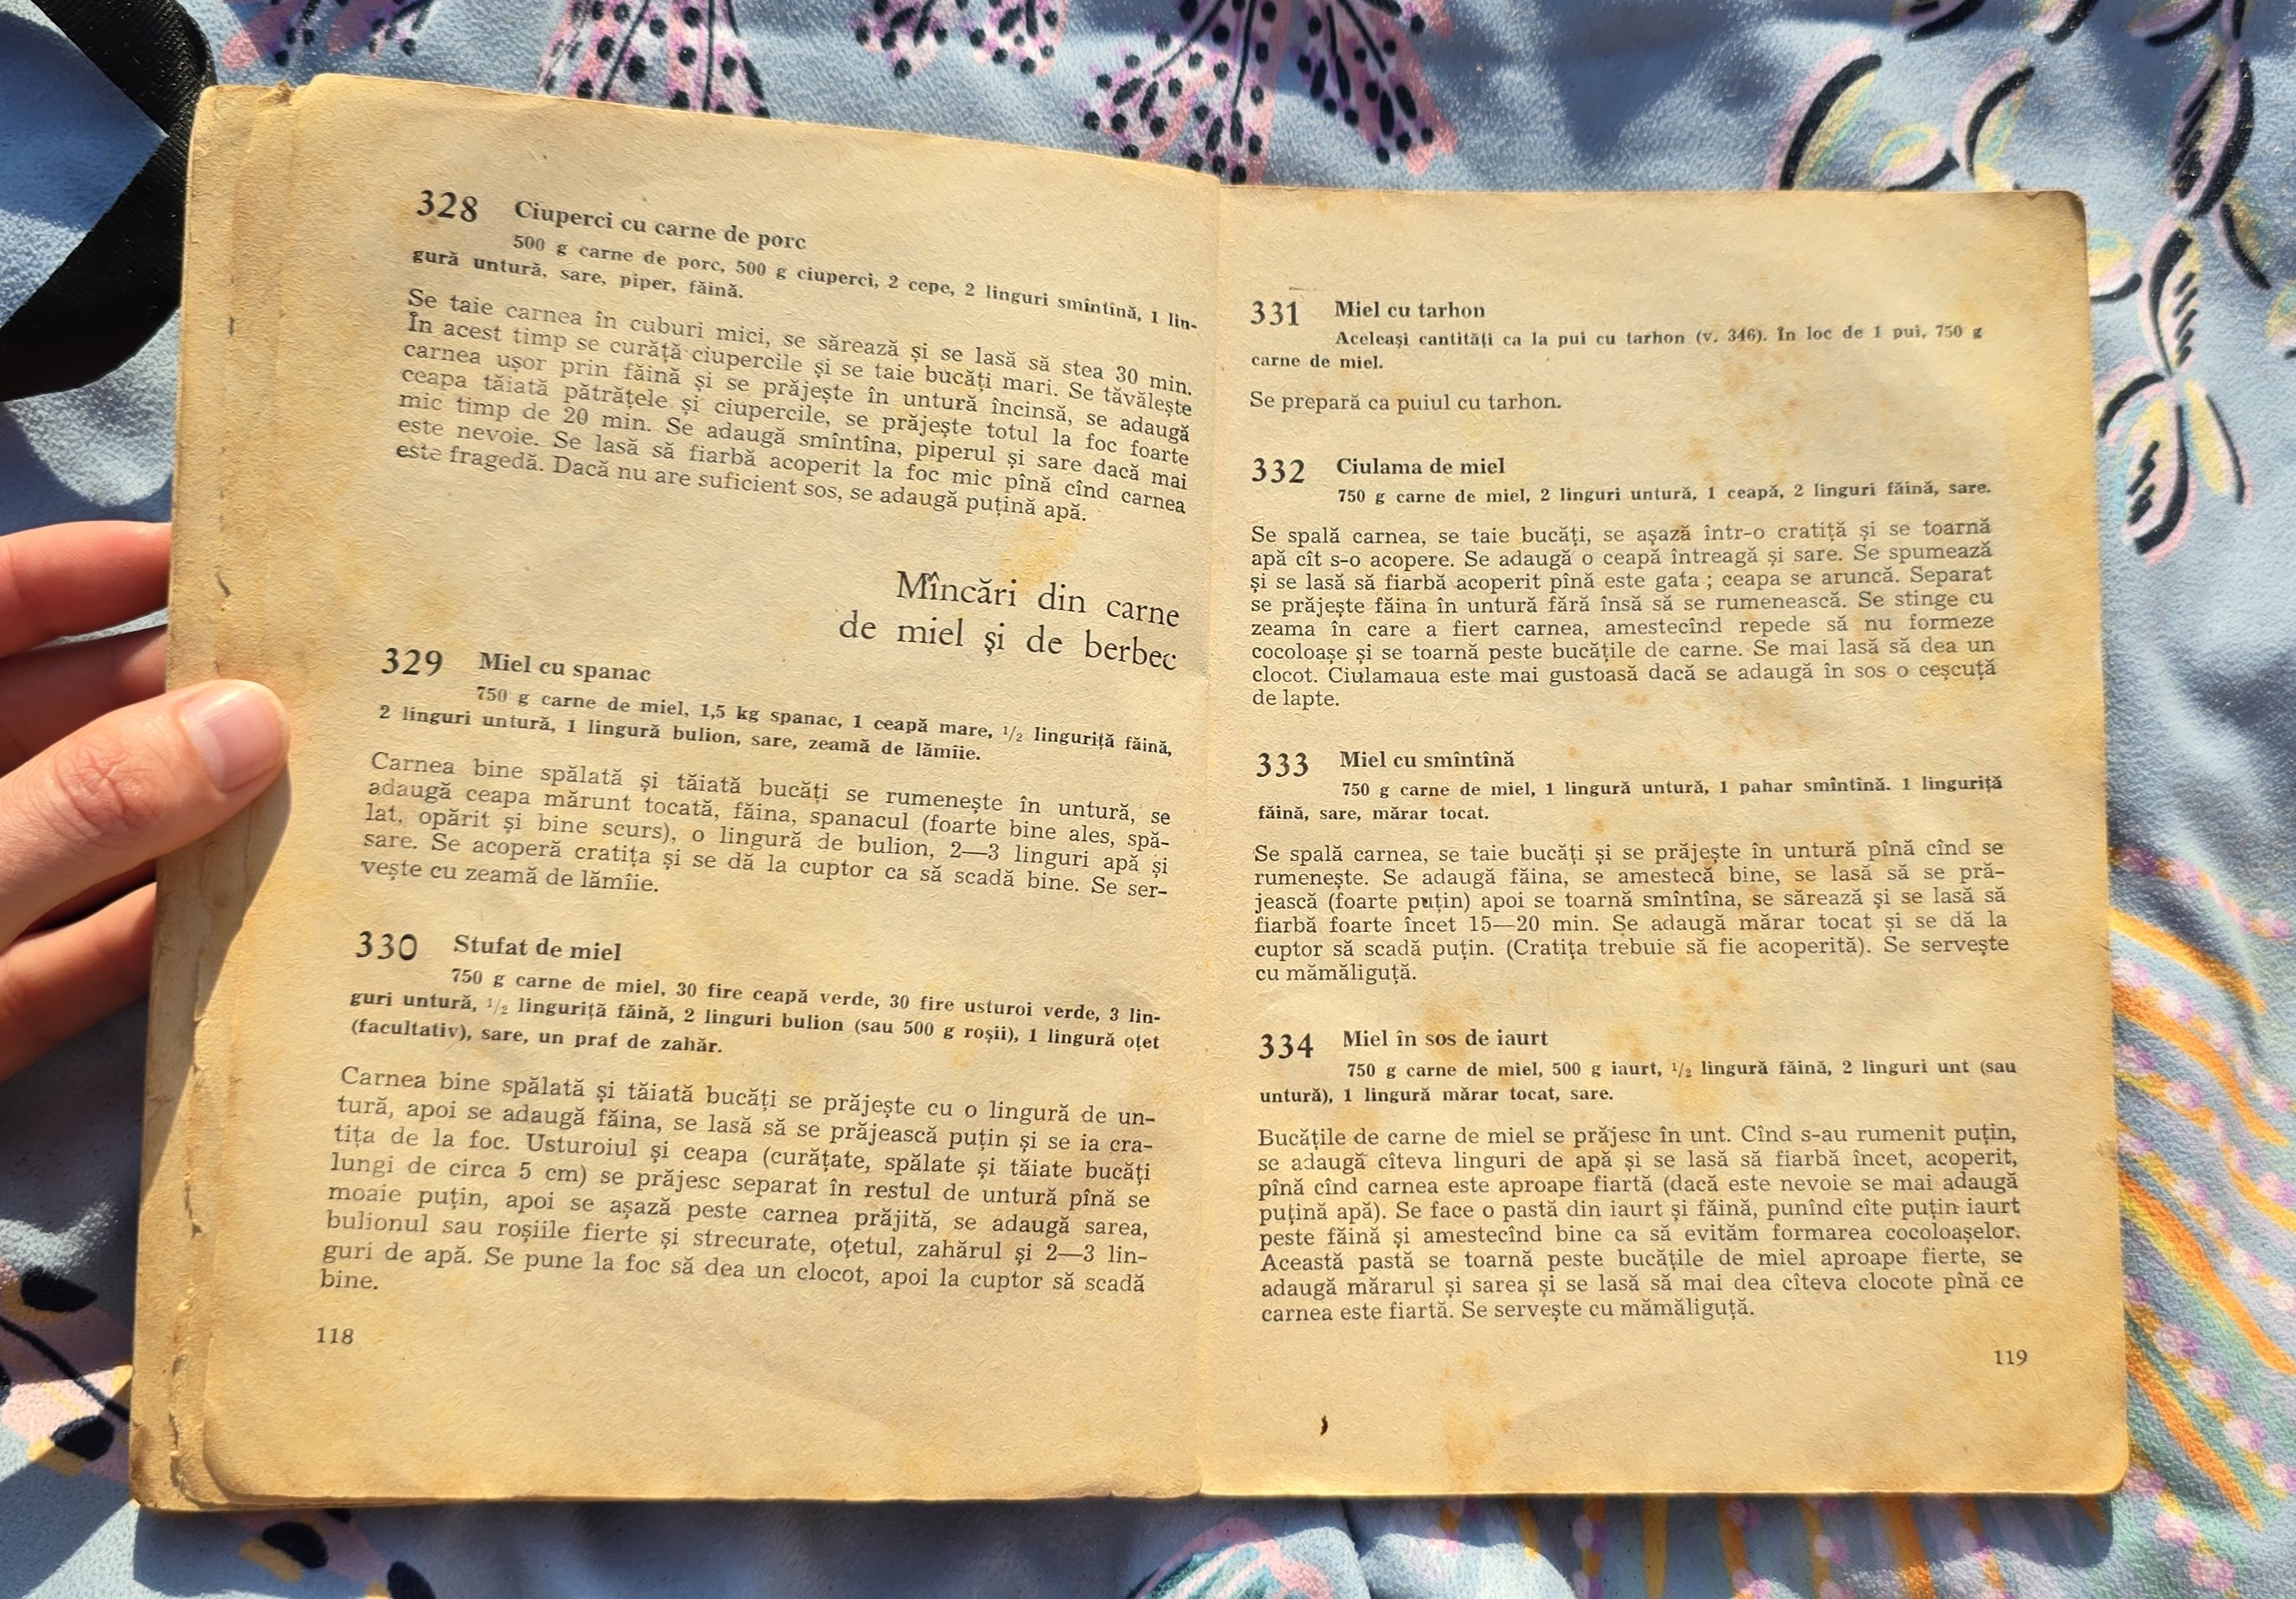 328 Ciuperci cu carne de porc
500 g carne de porc, 500 g ciuperci, 2 cepe, 2 linguri smîntînă, 1 lin-
gură untură, sare, piper, făină.
Se taie carnea în cuburi mici, se sărează și se lasă să stea 30 min.
În acest timp se curăță ciupercile și se taie bucăți mari. Se tăvălește
carnea ușor prin făină și se prăjește în untură încinsă, se adaugă
ceapa tăiată pătrățele și ciupercile, se prăjește totul la foc foarte
mic timp de 20 min. Se adaugă smîntîna, piperul și sare dacă mai
este nevoie. Se lasă să fiarbă acoperit la foc mic pînă cînd carnea
este fragedă. Dacă nu are suficient sos, se adaugă puțină apă.
Mîncări din carne
de miel și de berbec
329 Miel cu spanac
750 g carne de miel, 1,5 kg spanac, 1 ceapă mare, 1/2 linguriță făină,
2 linguri untură, 1 lingură bulion, sare, zeamă de lămîie.
Carnea bine spălată și tăiată bucăți se rumenește în untură, se
adaugă ceapa mărunt tocată, făina, spanacul (foarte bine ales, spă-
lat, opărit și bine scurs), o lingură de bulion, 2—3 linguri apă și
sare. Se acoperă cratița și se dă la cuptor ca să scadă bine. Se ser-
vește cu zeamă de lămîie.
330 Stufat de miel
750 g carne de miel, 30 fire ceapă verde, 30 fire usturoi verde, 3 lin-
guri untură, 1/2 linguriță făină, 2 linguri bulion (sau 500 g roșii), 1 lingură oțet
(facultativ), sare, un praf de zahăr.
Carnea bine spălată și tăiată bucăți se prăjește cu o lingură de un-
tură, apoi se adaugă făina, se lasă să se prăjească puțin și se ia cra-
tița de la foc. Usturoiul și ceapa (curățate, spălate și tăiate bucăți
lungi de circa 5 cm) se prăjesc separat în restul de untură pînă se
moaie puțin, apoi se așază peste carnea prăjită, se adaugă sarea,
bulionul sau roșiile fierte și strecurate, oțetul, zahărul și 2—3 lin-
guri de apă. Se pune la foc să dea un clocot, apoi la cuptor să scadă
bine.
118
331 Miel cu tarhon
Aceleași cantități ca la pui cu tarhon (v. 346). În loc de 1 pui, 750 g
carne de miel.
Se prepară ca puiul cu tarhon.
332 Ciulama de miel
750 g carne de miel, 2 linguri untură, 1 ceapă, 2 linguri făină, sare.
Se spală carnea, se taie bucăți, se așază într-o cratiță și se toarnă
apă cît s-o acopere. Se adaugă o ceapă întreagă și sare. Se spumează
și se lasă să fiarbă acoperit pînă este gata ; ceapa se aruncă. Separat
se prăjește făina în untură fără însă să se rumenească. Se stinge cu
zeama în care a fiert carnea, amestecînd repede să nu formeze
cocoloașe și se toarnă peste bucățile de carne. Se mai lasă să dea un
clocot. Ciulamaua este mai gustoasă dacă se adaugă în sos o ceșcuță
de lapte.
333 Miel cu smîntînă
750 g carne de miel, 1 lingură untură, 1 pahar smîntînă. 1 linguriță
făină, sare, mărar tocat.
Se spală carnea, se taie bucăți și se prăjește în untură pînă cînd se
rumenește. Se adaugă făina, se amestecă bine, se lasă să se pră-
jească (foarte puțin) apoi se toarnă smîntîna, se sărează și se lasă să
fiarbă foarte încet 15—20 min. Se adaugă mărar tocat și se dă la
cuptor să scadă puțin. (Cratița trebuie să fie acoperită). Se servește
cu mămăliguță.
334 Miel în sos de iaurt
750 g carne de miel, 500 g iaurt, 1/2 lingură făină, 2 linguri unt (sau
untură), 1 lingură mărar tocat, sare.
Bucățile de carne de miel se prăjesc în unt. Cînd s-au rumenit puțin,
se adaugă cîteva linguri de apă și se lasă să fiarbă încet, acoperit,
pînă cînd carnea este aproape fiartă (dacă este nevoie se mai adaugă
puțină apă). Se face o pastă din iaurt și făină, punînd cîte puțin iaurt
peste făină și amestecînd bine ca să evităm formarea cocoloașelor.
Această pastă se toarnă peste bucățile de miel aproape fierte, se
adaugă mărarul și sarea și se lasă să mai dea cîteva clocote pînă ce
carnea este fiartă. Se servește cu mămăliguță.
119